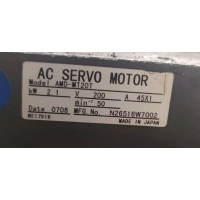 AC SERVO MOTOR
Model AMD-MT20T
kW 2.1 V 200 A 45X1
min⁻¹ 50
Date 0708 MFG.No. N26516W7002
MADE IN JAPAN